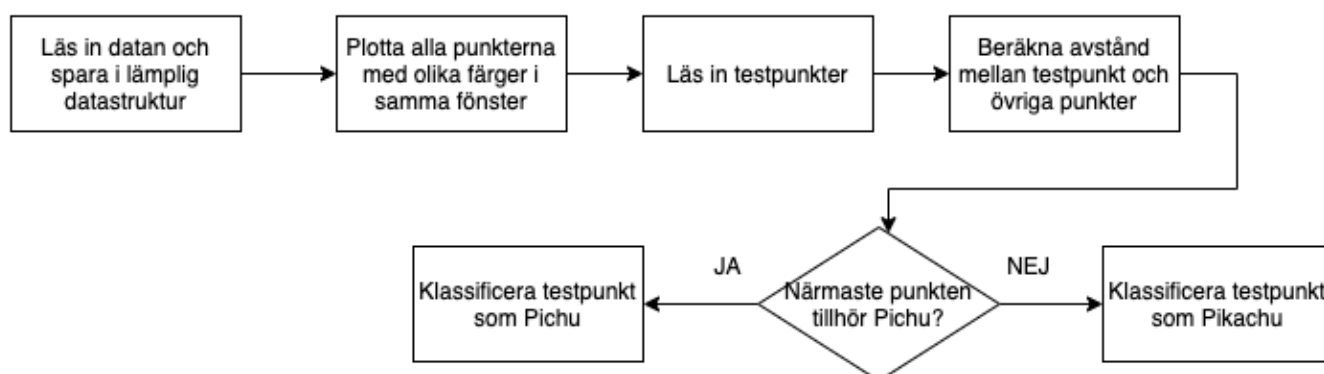 Läs in datan och
spara i lämplig
datastruktur
Plotta alla punkterna
med olika färger i
samma fönster
Läs in testpunkter
Beräkna avstånd
mellan testpunkt och
övriga punkter
JA
NEJ
Klassificera testpunkt
som Pichu
Närmaste punkten
tillhör Pichu?
Klassificera testpunkt
som Pikachu